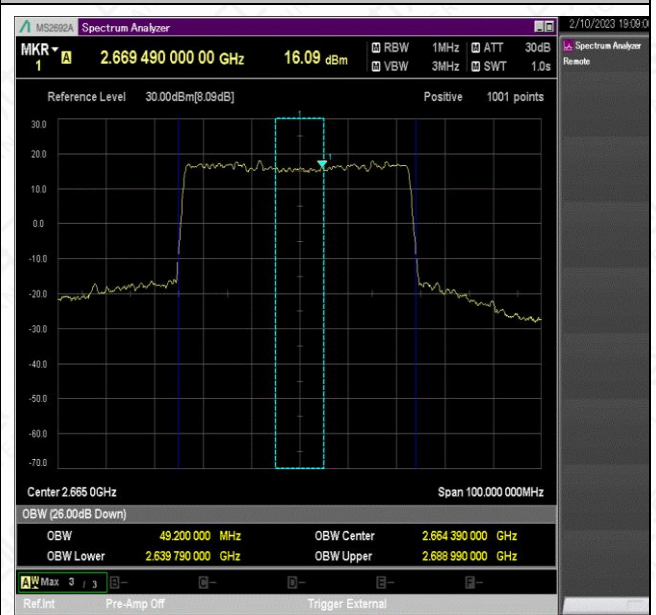 MS2692A Spectrum Analyzer
2/10/2023 19:09:0
MKR 1 A 2.669 490 000 00 GHz 16.09 dBm
M RBW 1MHz M ATT 30dB
M VBW 3MHz M SWT 1.0s
Spectrum Analyzer
Remote
Reference Level 30.00dBm[8.09dB] Positive 1001 points
30.0
20.0
1
10.0
0.0
-10.0
-20.0
-30.0
-40.0
-50.0
-60.0
-70.0
Center 2.665 0GHz Span 100.000 000MHz
OBW (26.00dB Down)
OBW 49.200 000 MHz OBW Center 2.664 390 000 GHz
OBW Lower 2.639 790 000 GHz OBW Upper 2.688 990 000 GHz
A W Max 3 / 3 B- C- D- E- F-
Ref.Int Pre-Amp Off Trigger External